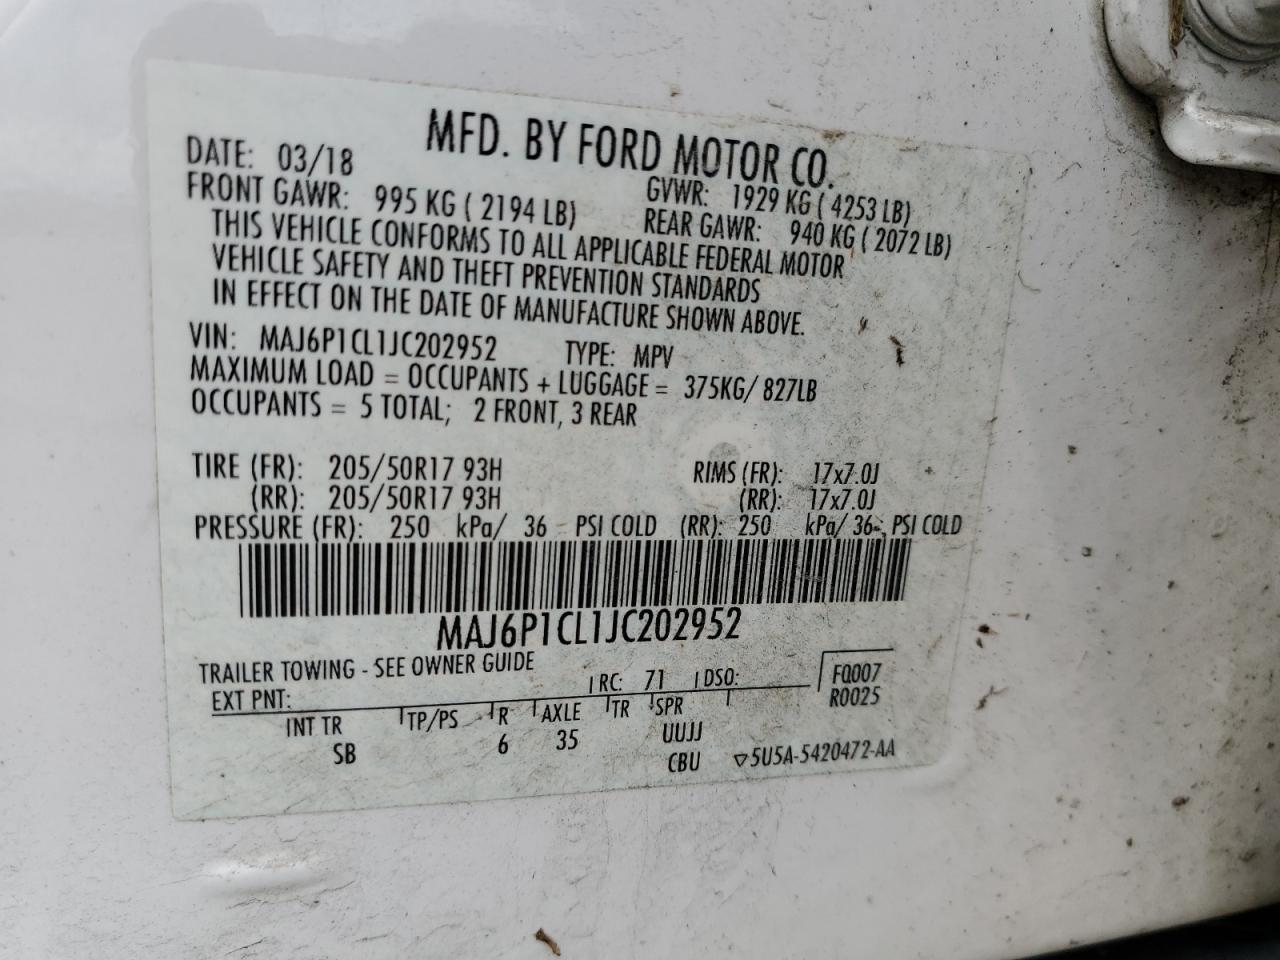 MFD. BY FORD MOTOR CO.
DATE: 03/18 GVWR: 1929 KG ( 4253 LB)
FRONT GAWR: 995 KG ( 2194 LB) REAR GAWR: 940 KG ( 2072 LB)
THIS VEHICLE CONFORMS TO ALL APPLICABLE FEDERAL MOTOR
VEHICLE SAFETY AND THEFT PREVENTION STANDARDS
IN EFFECT ON THE DATE OF MANUFACTURE SHOWN ABOVE.
VIN: MAJ6P1CL1JC202952 TYPE: MPV
MAXIMUM LOAD = OCCUPANTS + LUGGAGE = 375KG/ 827LB
OCCUPANTS = 5 TOTAL; 2 FRONT, 3 REAR
TIRE (FR): 205/50R17 93H RIMS (FR): 17x7.0J
(RR): 205/50R17 93H (RR): 17x7.0J
PRESSURE (FR): 250 kPa/ 36 PSI COLD (RR): 250 kPa/ 36 PSI COLD
MAJ6P1CL1JC202952
TRAILER TOWING - SEE OWNER GUIDE
EXT PNT: RC: 71 DSO: FQ007
R0025
INT TR TP/PS R AXLE TR SPR
SB 6 35 UUJJ
CBU ▽5U5A-5420472-AA